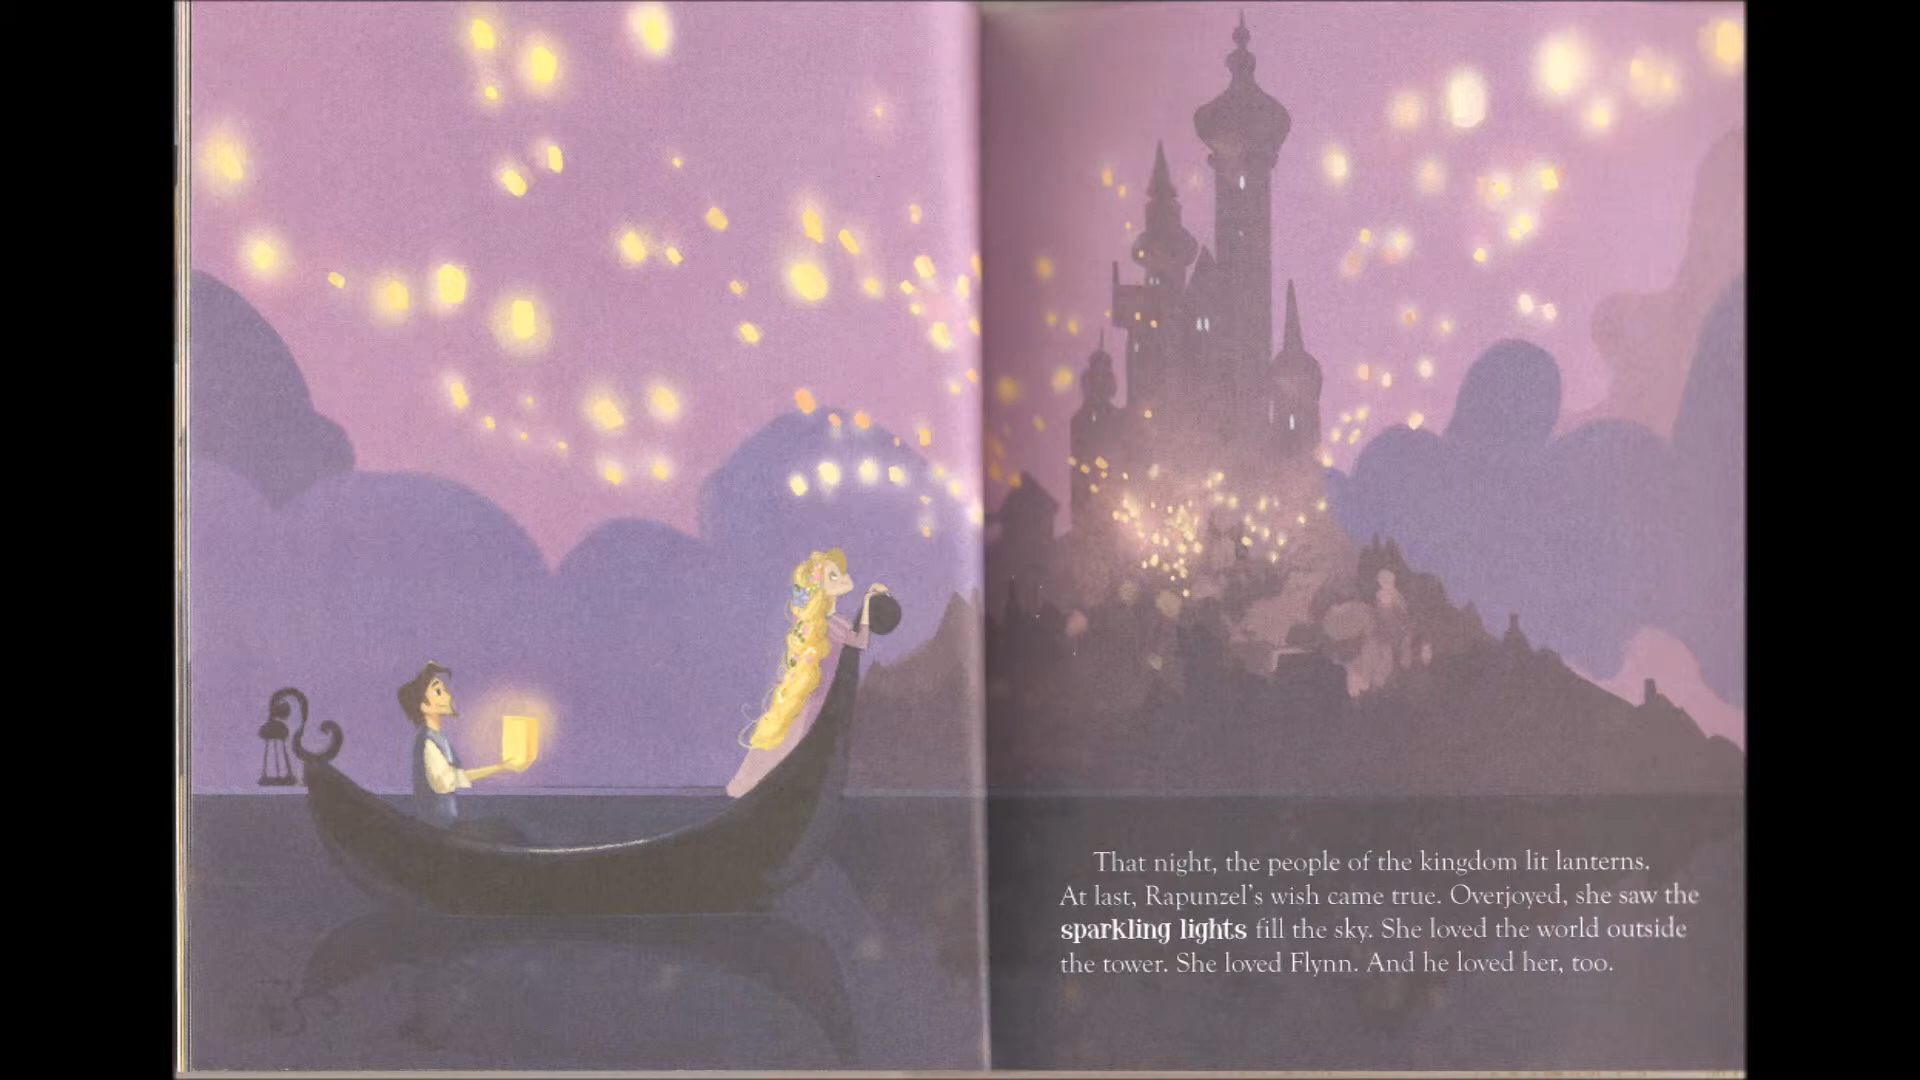 That night, the people of the kingdom lit lanterns.
At last, Rapunzel's wish came true. Overjoyed, she saw the
sparkling lights fill the sky. She loved the world outside
the tower. She loved Flynn. And he loved her, too.